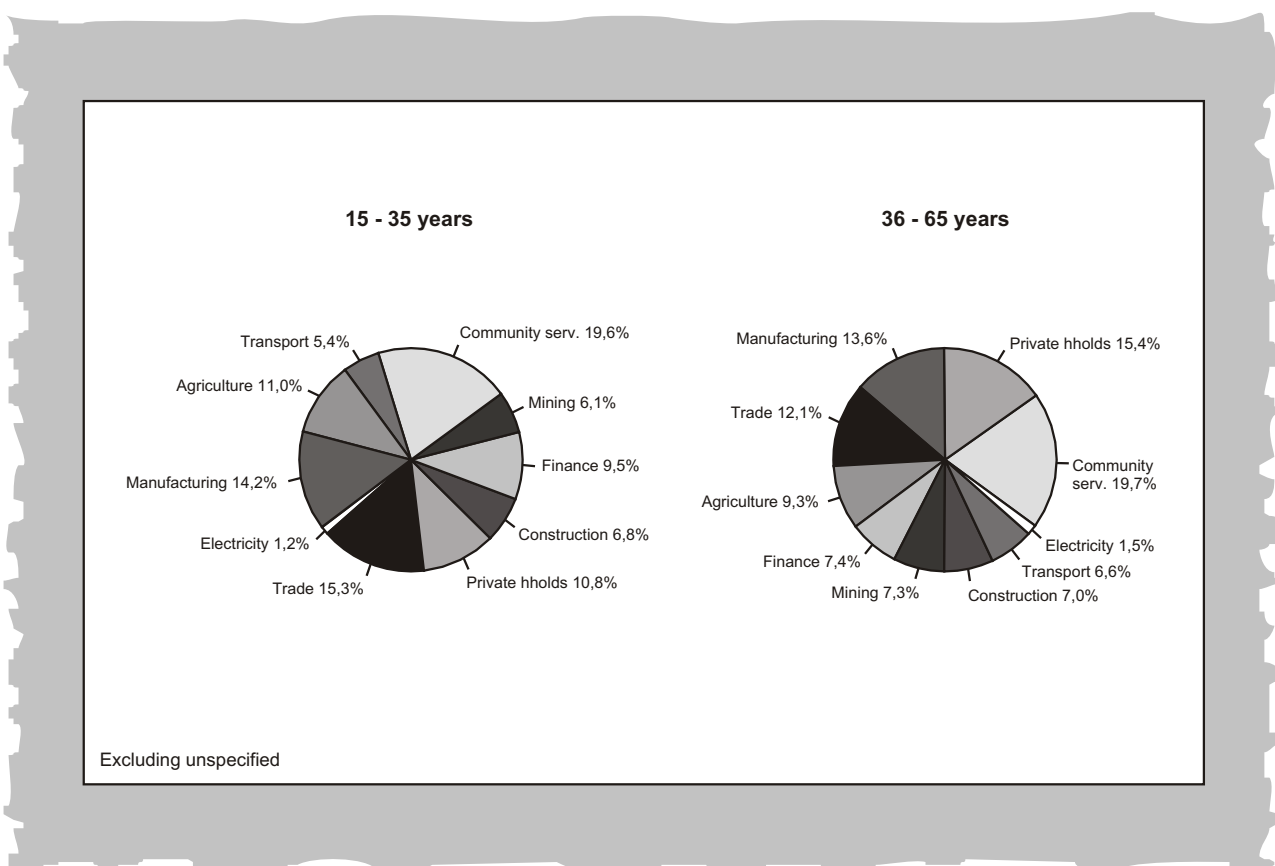 15 - 35 years
Transport 5,4%
Community serv. 19,6%
Agriculture 11,0%
Mining 6,1%
Finance 9,5%
Manufacturing 14,2%
Construction 6,8%
Electricity 1,2%
Trade 15,3%
Private hholds 10,8%
36 - 65 years
Manufacturing 13,6%
Private hholds 15,4%
Trade 12,1%
Community
serv. 19,7%
Agriculture 9,3%
Electricity 1,5%
Finance 7,4%
Transport 6,6%
Mining 7,3%
Construction 7,0%
Excluding unspecified